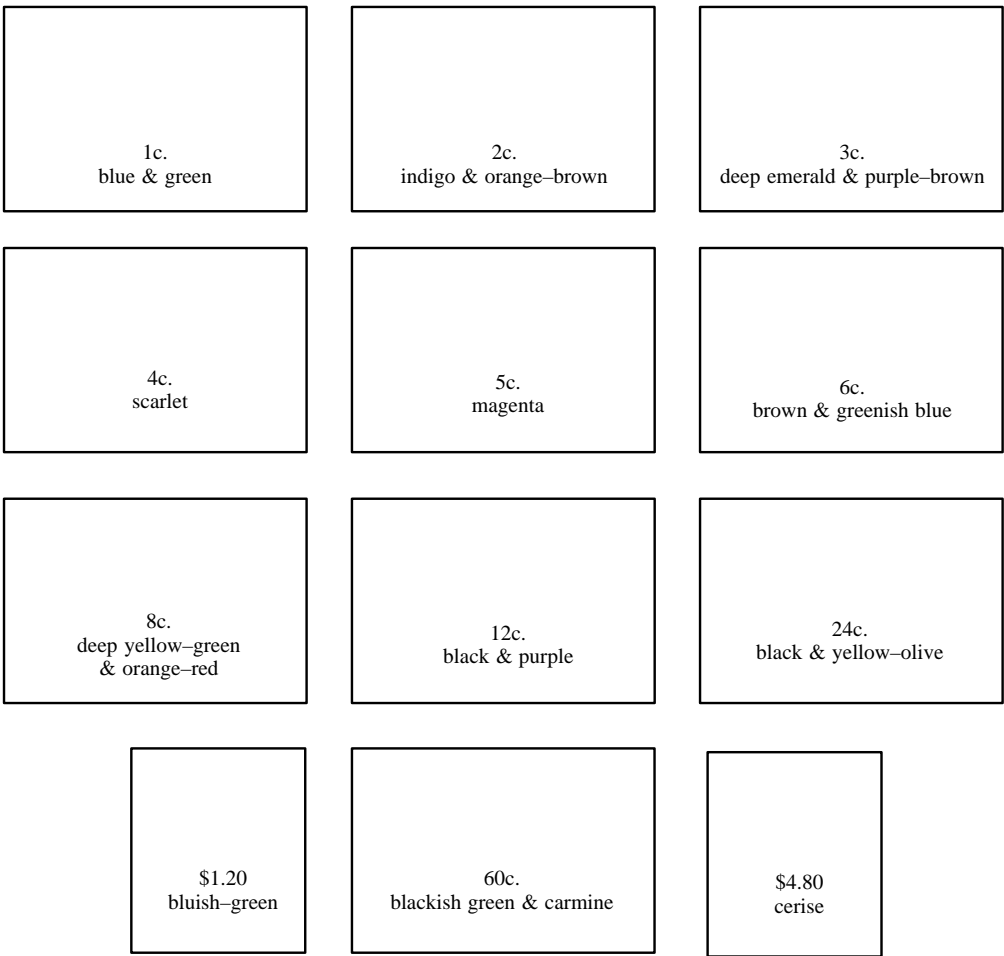 1c.
blue & green
2c.
indigo & orange–brown
3c.
deep emerald & purple–brown
4c.
scarlet
5c.
magenta
6c.
brown & greenish blue
8c.
deep yellow–green
& orange–red
12c.
black & purple
24c.
black & yellow–olive
$1.20
bluish–green
60c.
blackish green & carmine
$4.80
cerise